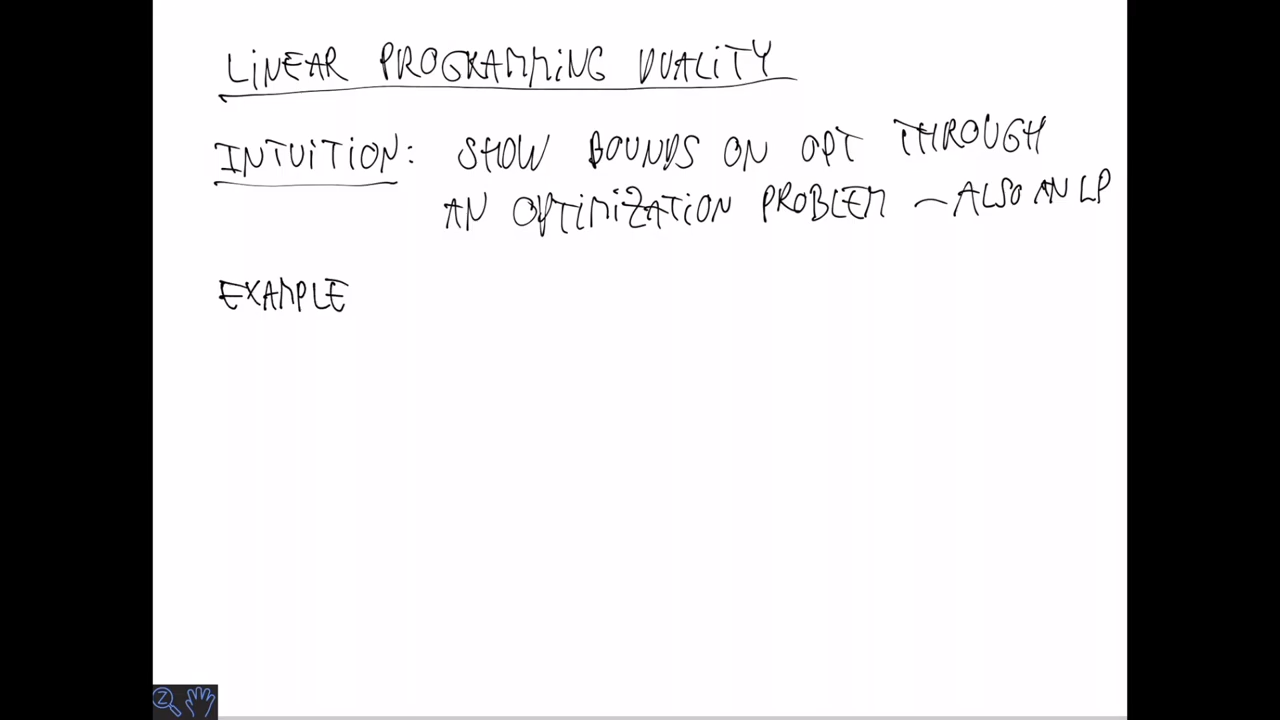 LINEAR PROGRAMMING DUALITY
INTUITION: SHOW BOUNDS ON OPT THROUGH
AN OPTIMIZATION PROBLEM – ALSO AN LP
EXAMPLE
Z